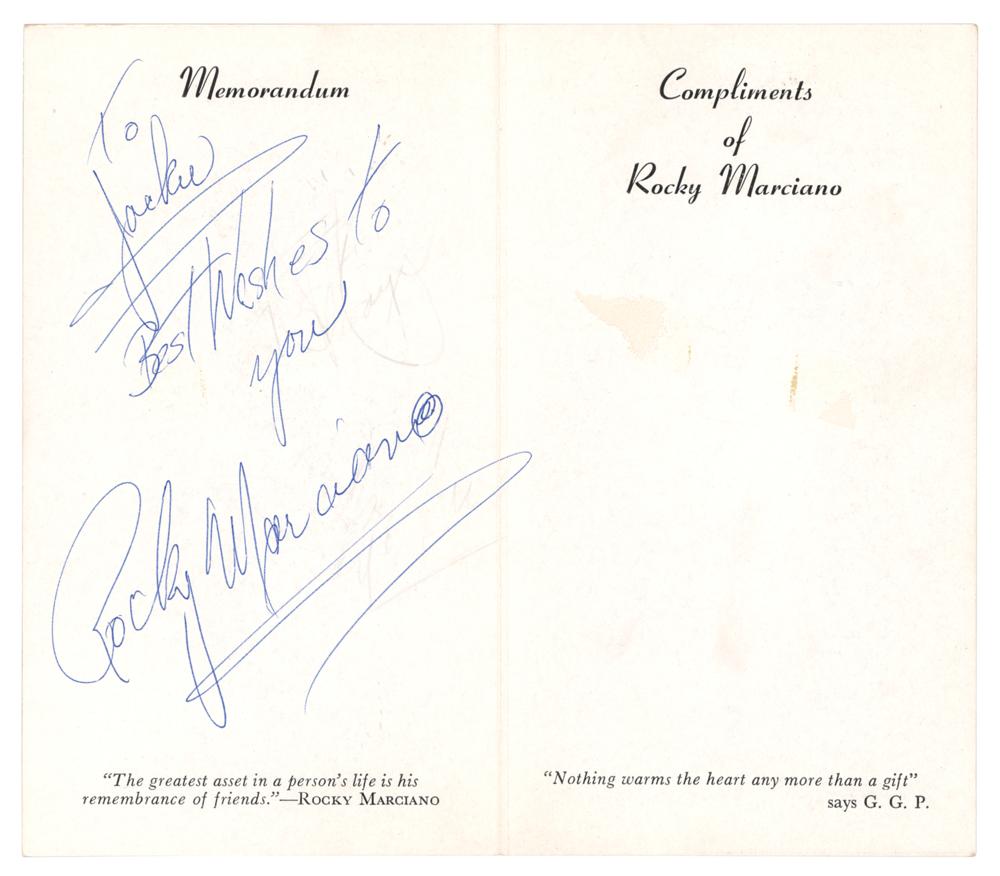 Memorandum
To
Jackie
Best Wishes to
you
Rocky Marciano
"The greatest asset in a person's life is his
remembrance of friends."—ROCKY MARCIANO
Compliments
of
Rocky Marciano
"Nothing warms the heart any more than a gift"
says G. G. P.